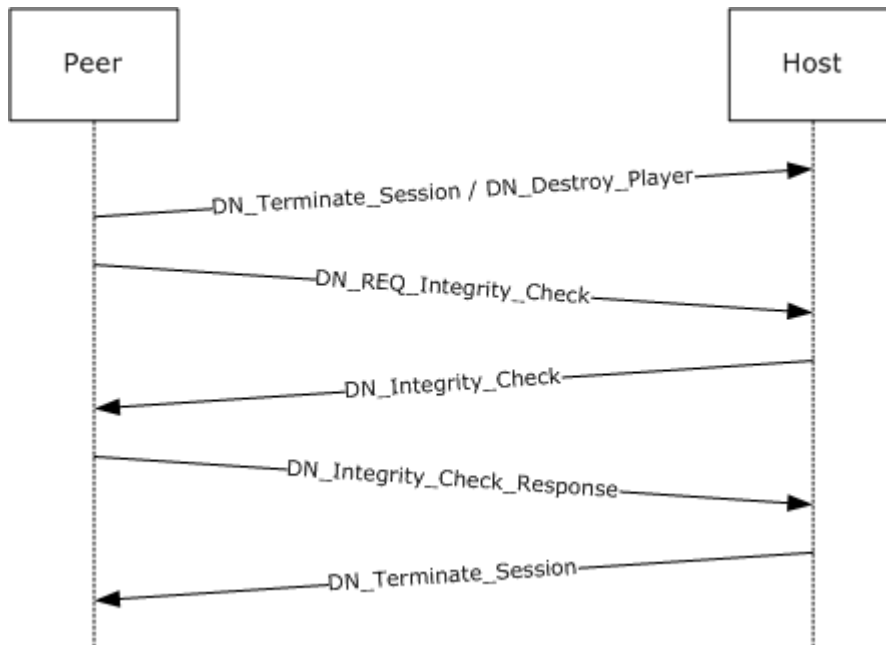 Peer
Host
DN_Terminate_Session / DN_Destroy_Player
DN_REQ_Integrity_Check
DN_Integrity_Check
DN_Integrity_Check_Response
DN_Terminate_Session